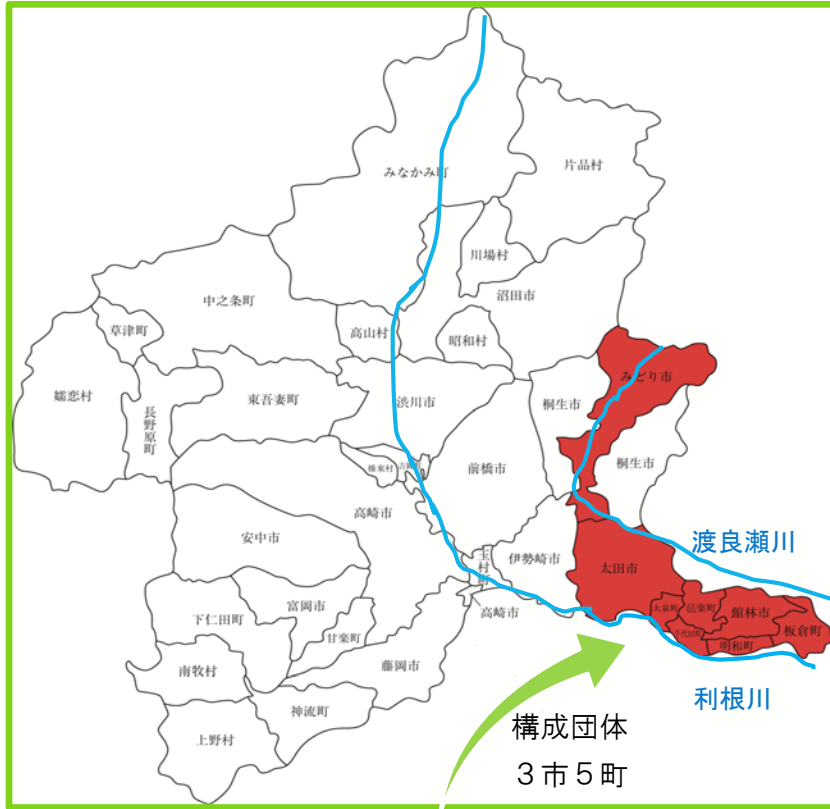 みなかみ町
片品村
川場村
中之条町
沼田市
草津町
高山村
昭和村
嬬恋村
長野原町
東吾妻町
渋川市
みどり市
桐生市
桐生市
榛東村
吉岡町
前橋市
高崎市
安中市
玉村町
伊勢崎市
太田市
渡良瀬川
富岡市
下仁田町
甘楽町
高崎市
大泉町
邑楽町
館林市
板倉町
千代田町
明和町
藤岡市
南牧村
利根川
神流町
上野村
構成団体
3市5町